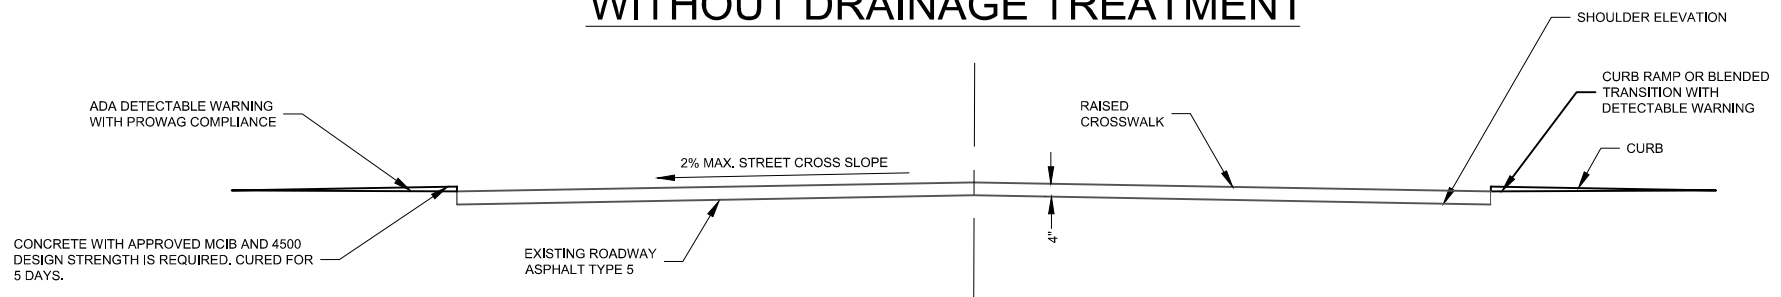 WITHOUT DRAINAGE TREATMENT
SHOULDER ELEVATION
ADA DETECTABLE WARNING
WITH PROWAG COMPLIANCE
RAISED
CROSSWALK
CURB RAMP OR BLENDED
TRANSITION WITH
DETECTABLE WARNING
2% MAX. STREET CROSS SLOPE
CURB
CONCRETE WITH APPROVED MCIB AND 4500
DESIGN STRENGTH IS REQUIRED. CURED FOR
5 DAYS.
EXISTING ROADWAY
ASPHALT TYPE 5
4"